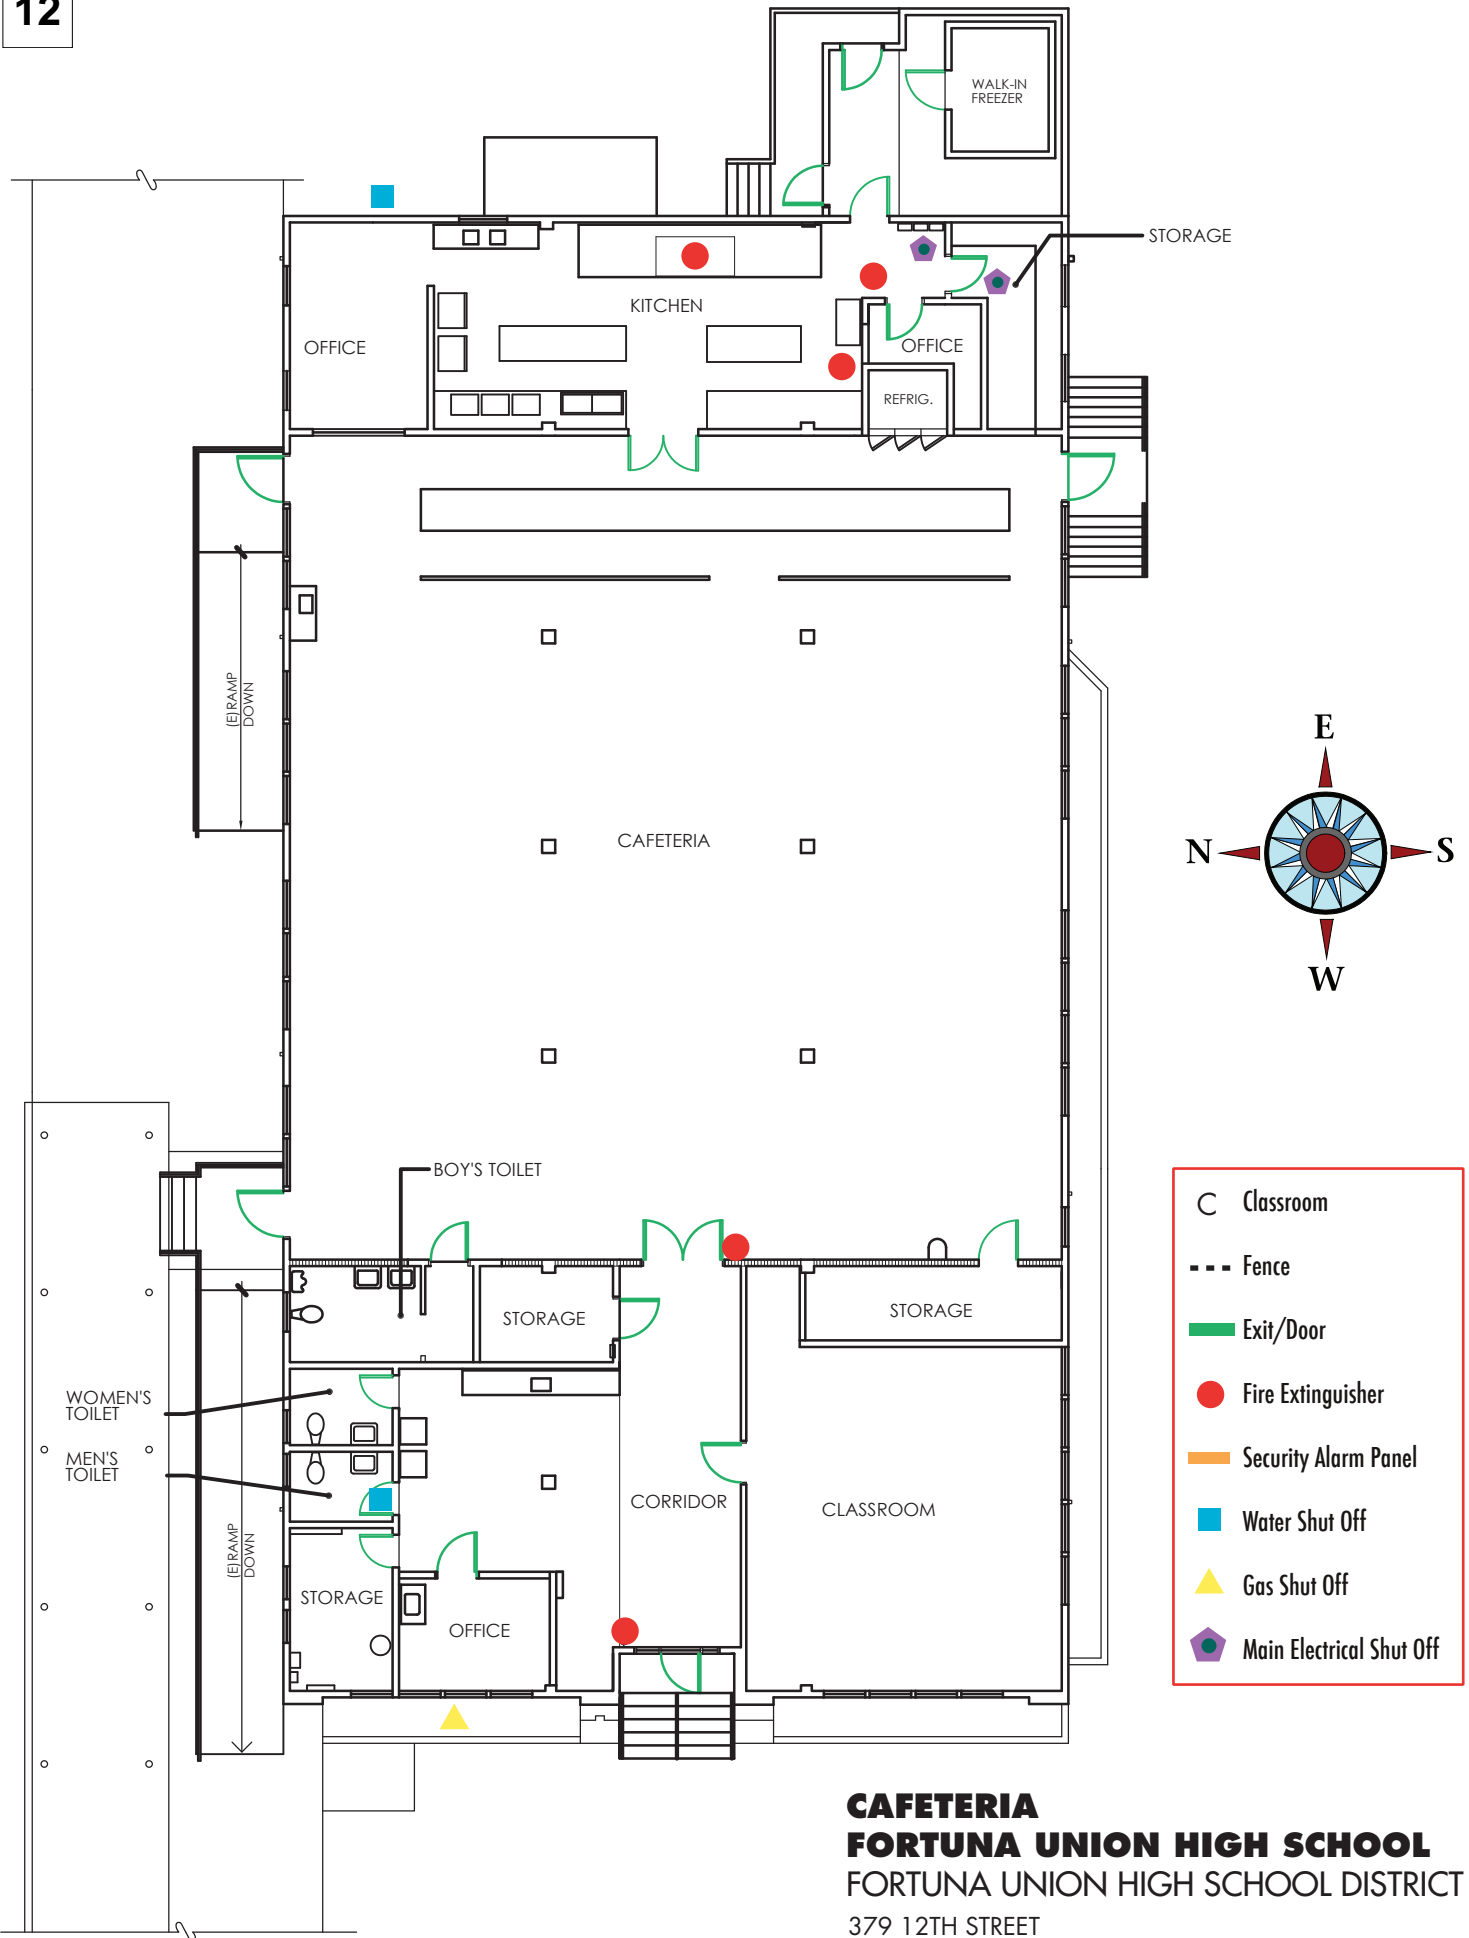 12
WALK-IN
FREEZER
STORAGE
KITCHEN
OFFICE
OFFICE
REFRIG.
(E)RAMP
DOWN
E
N
S
W
CAFETERIA
BOY'S TOILET
C Classroom
Fence
Exit/Door
Fire Extinguisher
Security Alarm Panel
Water Shut Off
Gas Shut Off
Main Electrical Shut Off
STORAGE
STORAGE
WOMEN'S
TOILET
MEN'S
TOILET
CORRIDOR
CLASSROOM
(E)RAMP
DOWN
STORAGE
OFFICE
CAFETERIA
FORTUNA UNION HIGH SCHOOL
FORTUNA UNION HIGH SCHOOL DISTRICT
379 12TH STREET